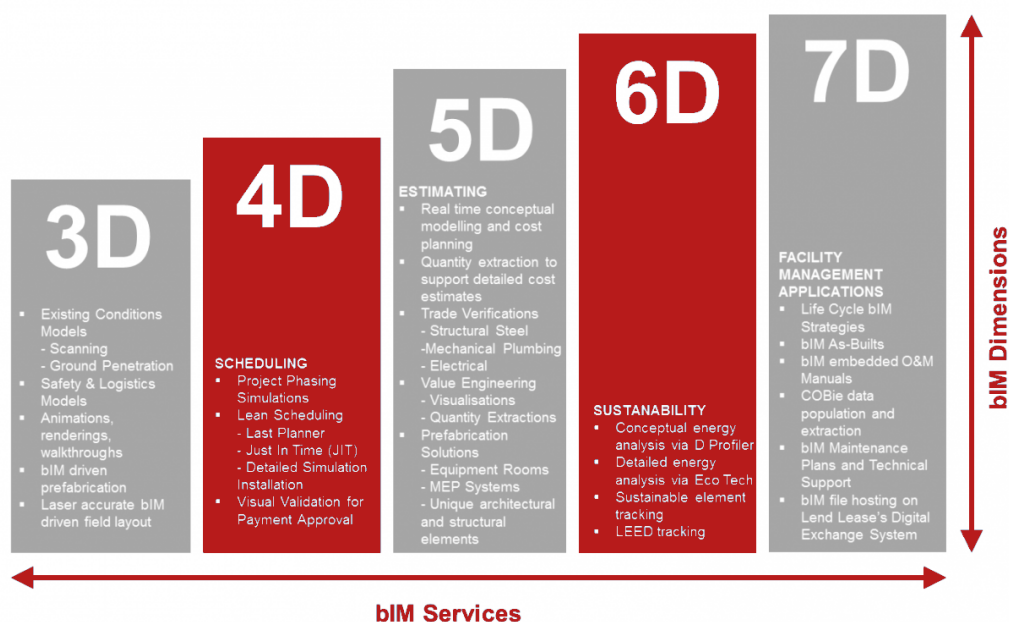 3D
▪ Existing Conditions
Models
- Scanning
- Ground Penetration
▪ Safety & Logistics
Models
▪ Animations,
renderings,
walkthroughs
▪ bIM driven
prefabrication
▪ Laser accurate bIM
driven field layout
4D
SCHEDULING
▪ Project Phasing
Simulations
▪ Lean Scheduling
- Last Planner
- Just In Time (JIT)
- Detailed Simulation
Installation
▪ Visual Validation for
Payment Approval
5D
ESTIMATING
▪ Real time conceptual
modelling and cost
planning
▪ Quantity extraction to
support detailed cost
estimates
▪ Trade Verifications
- Structural Steel
-Mechanical Plumbing
- Electrical
▪ Value Engineering
- Visualisations
- Quantity Extractions
▪ Prefabrication
Solutions
- Equipment Rooms
- MEP Systems
- Unique architectural
and structural
elements
6D
SUSTANABILITY
▪ Conceptual energy
analysis via D Profiler
▪ Detailed energy
analysis via Eco Tech
▪ Sustainable element
tracking
▪ LEED tracking
7D
FACILITY
MANAGEMENT
APPLICATIONS
▪ Life Cycle bIM
Strategies
▪ bIM As-Builts
▪ bIM embedded O&M
Manuals
▪ COBie data
population and
extraction
▪ bIM Maintenance
Plans and Technical
Support
▪ bIM file hosting on
Lend Lease's Digital
Exchange System
bIM Dimensions
bIM Services